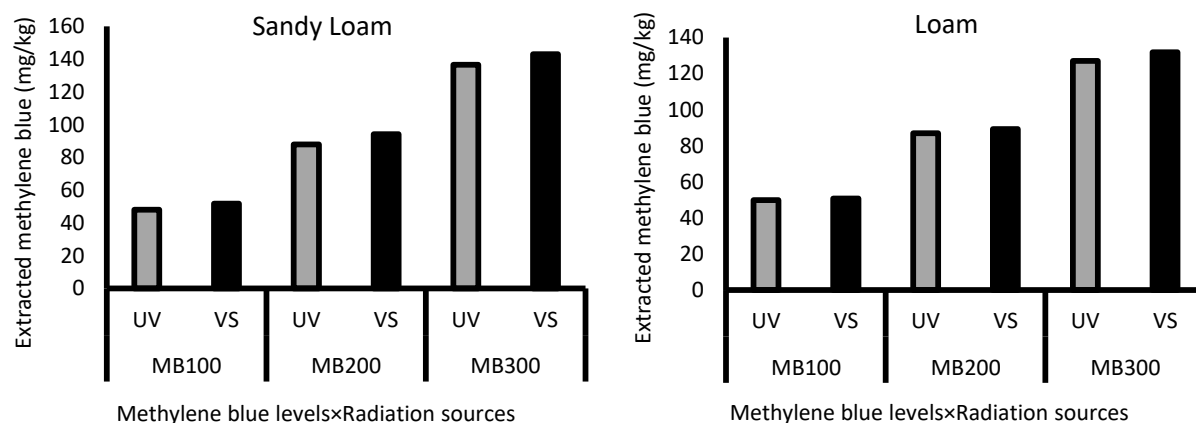 Sandy Loam
Extracted methylene blue (mg/kg)
160
140
120
100
80
60
40
20
0
UV VS UV VS UV VS
MB100 MB200 MB300
Methylene blue levels×Radiation sources
Loam
Extracted methylene blue (mg/kg)
140
120
100
80
60
40
20
0
UV VS UV VS UV VS
MB100 MB200 MB300
Methylene blue levels×Radiation sources